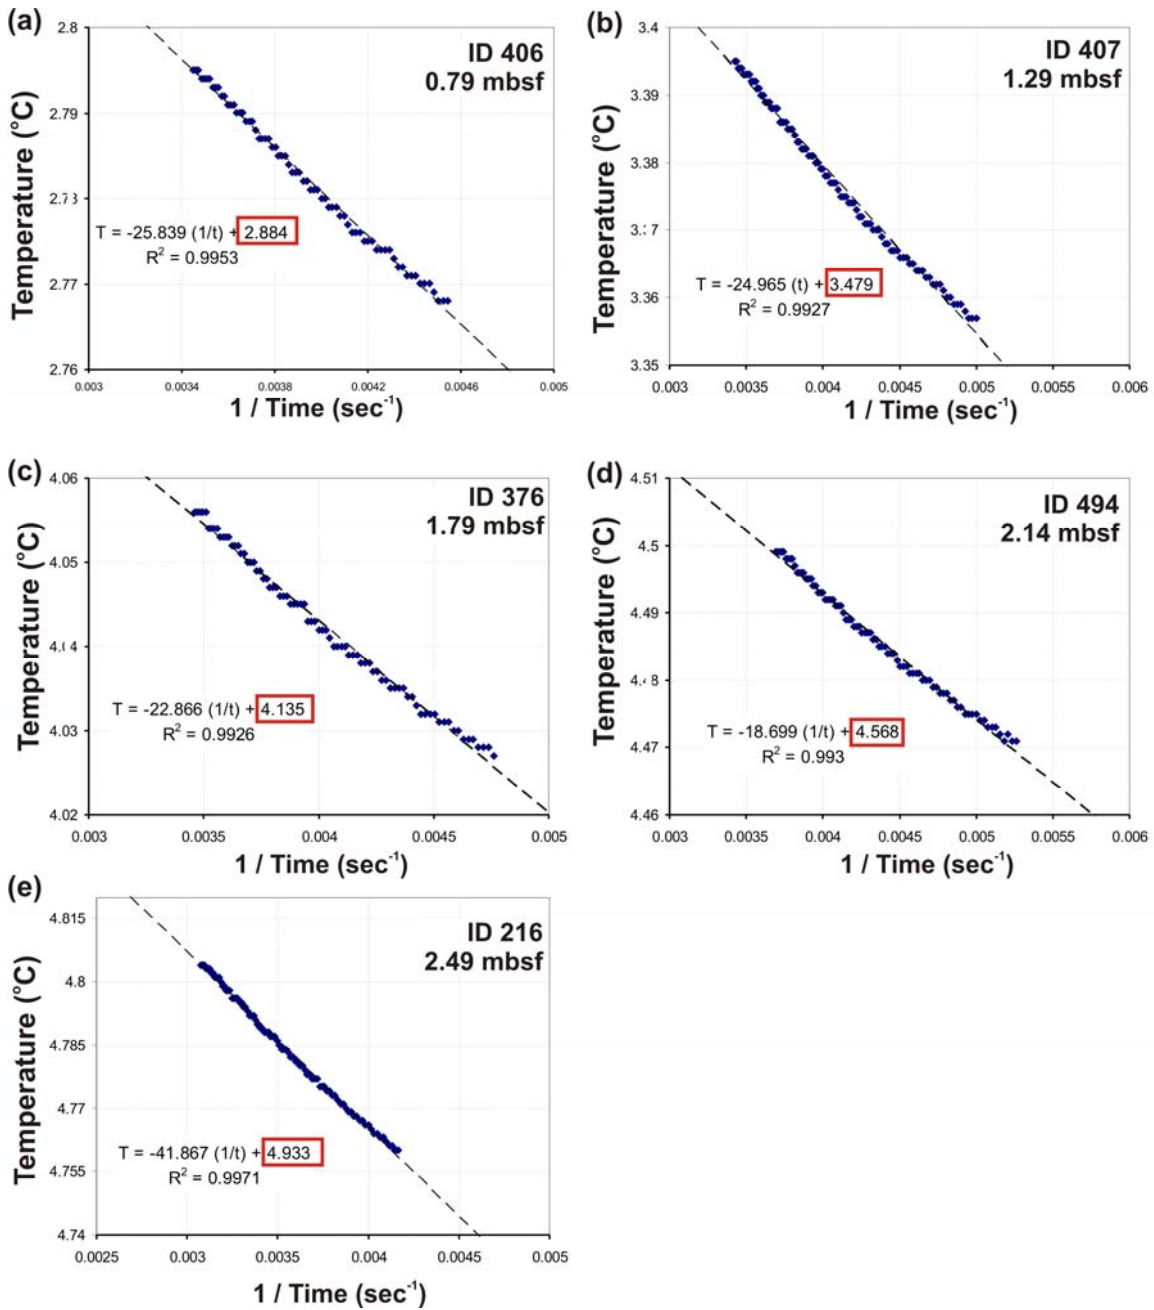 (a)
ID 406
0.79 mbsf
Temperature (°C)
2.8
2.79
2.73
2.77
2.76
T = -25.839 (1/t) + 2.884
R² = 0.9953
0.003 0.0034 0.0038 0.0042 0.0046 0.005
1 / Time (sec⁻¹)
(b)
ID 407
1.29 mbsf
Temperature (°C)
3.4
3.39
3.38
3.17
3.36
3.35
T = -24.965 (t) + 3.479
R² = 0.9927
0.003 0.0035 0.004 0.0045 0.005 0.0055 0.006
1 / Time (sec⁻¹)
(c)
ID 376
1.79 mbsf
Temperature (°C)
4.06
4.05
4.0 4
4.03
4.02
T = -22.866 (1/t) + 4.135
R² = 0.9926
0.003 0.0035 0.004 0.0045 0.005
1 / Time (sec⁻¹)
(d)
ID 494
2.14 mbsf
Temperature (°C)
4.51
4.5
4.49
4.48
4.47
4.46
T = -18.699 (1/t) + 4.568
R² = 0.993
0.003 0.0035 0.004 0.0045 0.005 0.0055 0.006
1 / Time (sec⁻¹)
(e)
ID 216
2.49 mbsf
Temperature (°C)
4.815
4.8
4.785
4.77
4.755
4.74
T = -41.867 (1/t) + 4.933
R² = 0.9971
0.0025 0.003 0.0035 0.004 0.0045 0.005
1 / Time (sec⁻¹)